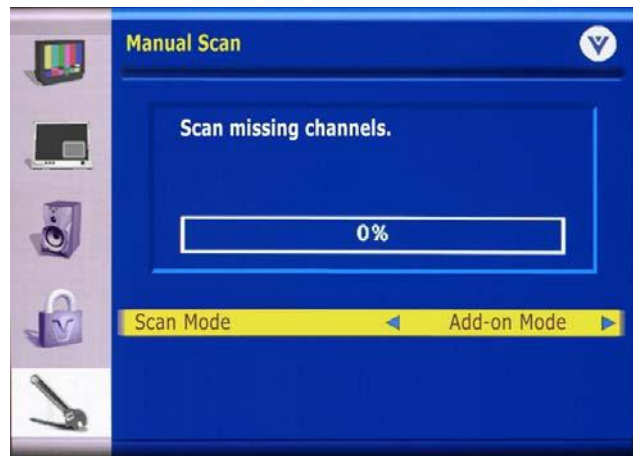 Manual Scan
V
Scan missing channels.
0%
Scan Mode Add-on Mode
V